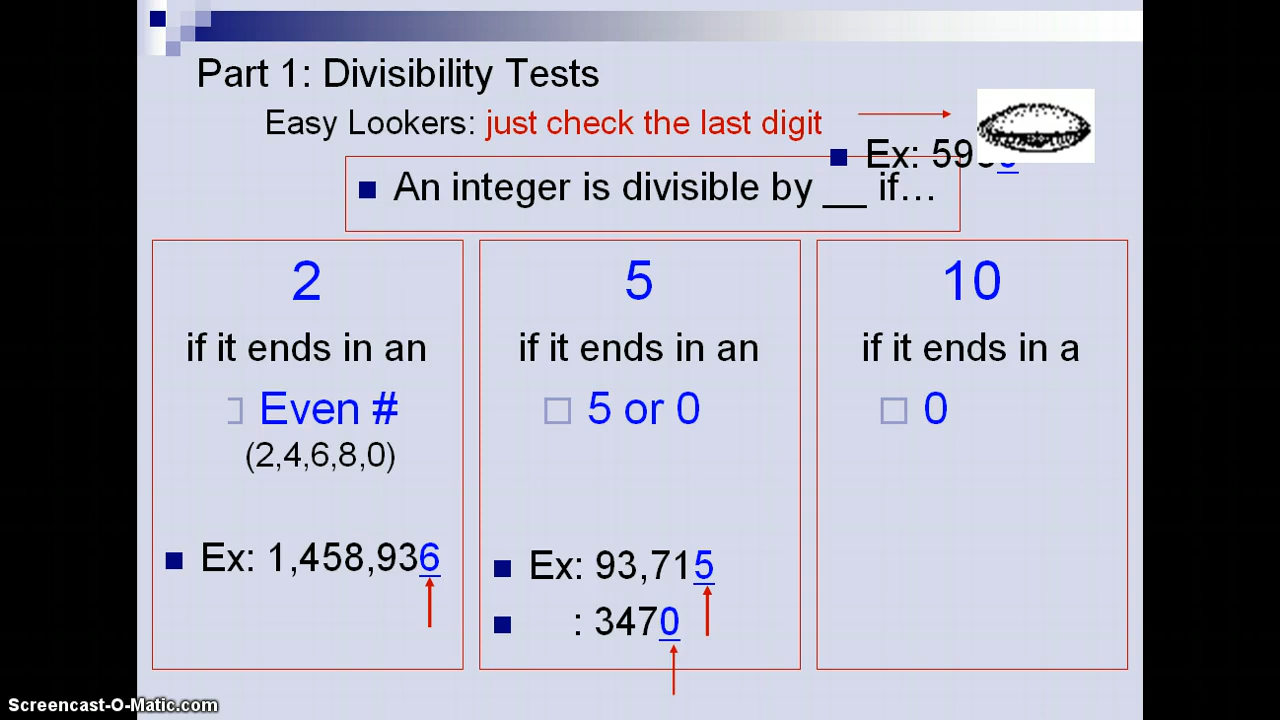 Part 1: Divisibility Tests
Easy Lookers: just check the last digit
Ex:
An integer is divisible by __ if…
2
if it ends in an
Even #
(2,4,6,8,0)
Ex: 1,458,936
5
if it ends in an
5 or 0
Ex: 93,715
: 3470
10
if it ends in a
0
Screencast-O-Matic.com